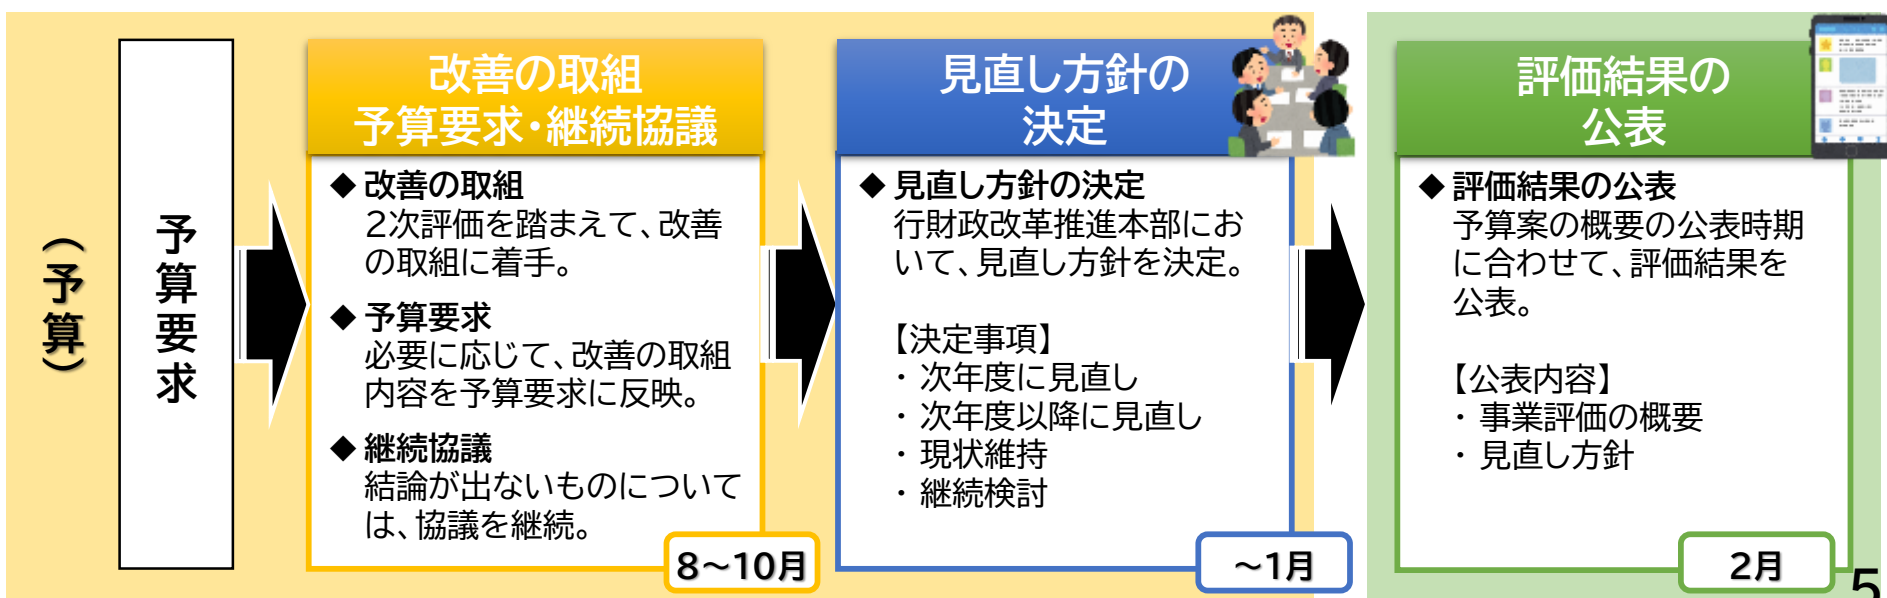 （予算）
予算要求
改善の取組
予算要求・継続協議
◆ 改善の取組
２次評価を踏まえて、改善
の取組に着手。
◆ 予算要求
必要に応じて、改善の取組
内容を予算要求に反映。
◆ 継続協議
結論が出ないものについて
は、協議を継続。
8～10月
見直し方針の
決定
◆ 見直し方針の決定
行財政改革推進本部にお
いて、見直し方針を決定。
【決定事項】
・ 次年度に見直し
・ 次年度以降に見直し
・ 現状維持
・ 継続検討
～1月
評価結果の
公表
◆ 評価結果の公表
予算案の概要の公表時期
に合わせて、評価結果を
公表。
【公表内容】
・ 事業評価の概要
・ 見直し方針
2月
5